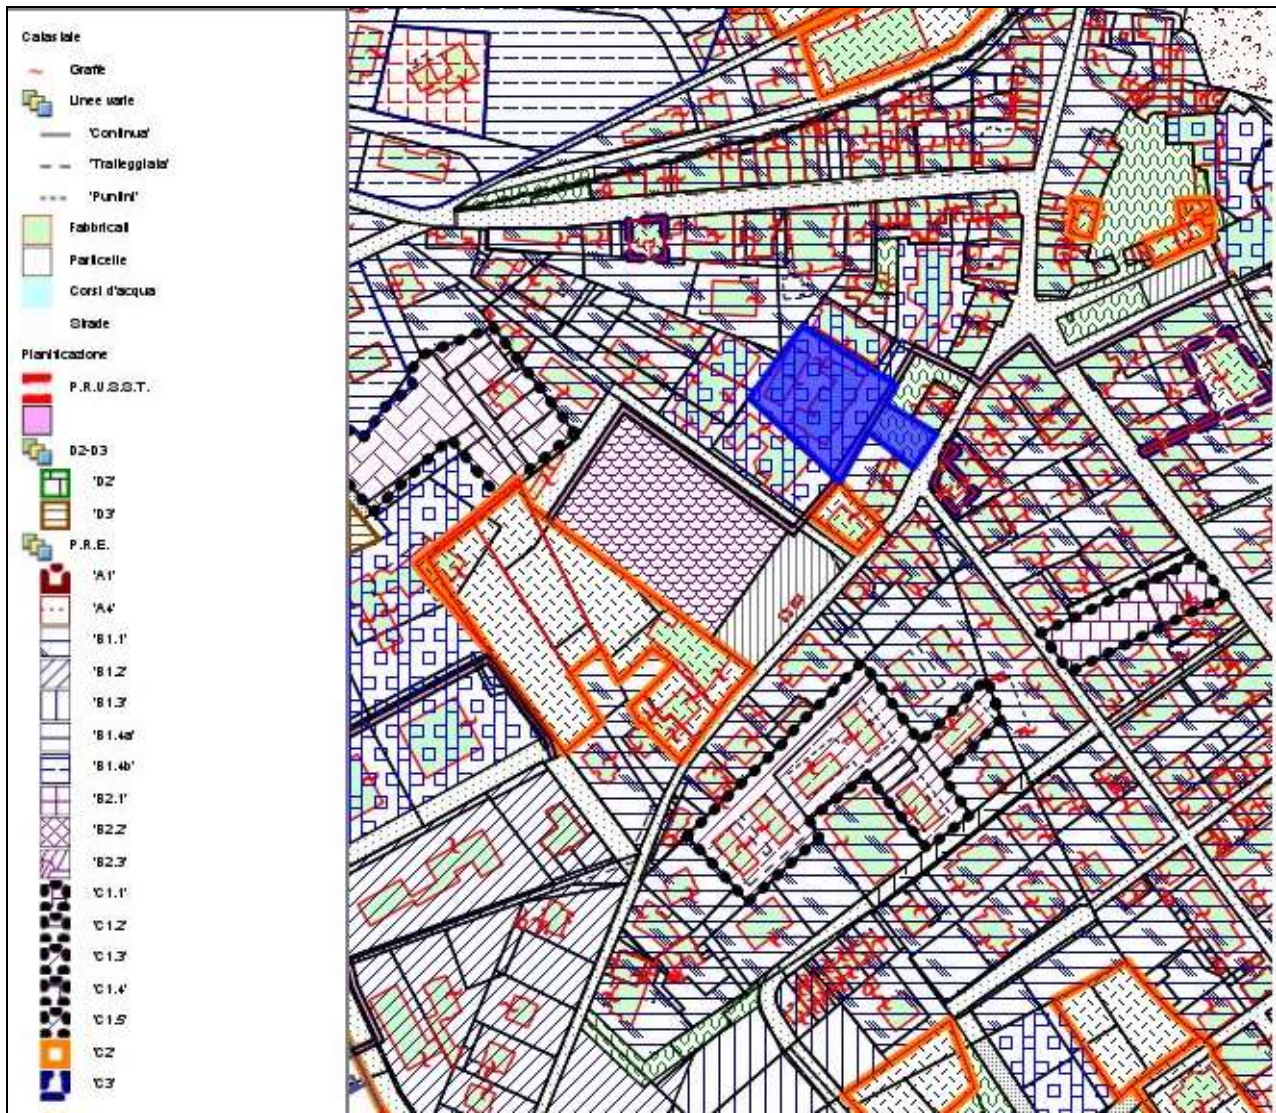 Catastale
Graffe
Linee varie
'Continua'
'Tratteggiata'
'Puntini'
Fabbricati
Particelle
Corsi d'acqua
Strade
Pianificazione
P.R.U.S.S.T.
D2-D3
'D2'
'D3'
P.R.E.
'A1'
'A4'
'B1.1'
'B1.2'
'B1.3'
'B1.4a'
'B1.4b'
'B2.1'
'B2.2'
'B2.3'
'C1.1'
'C1.2'
'C1.3'
'C1.4'
'C1.5'
'C2'
'C3'